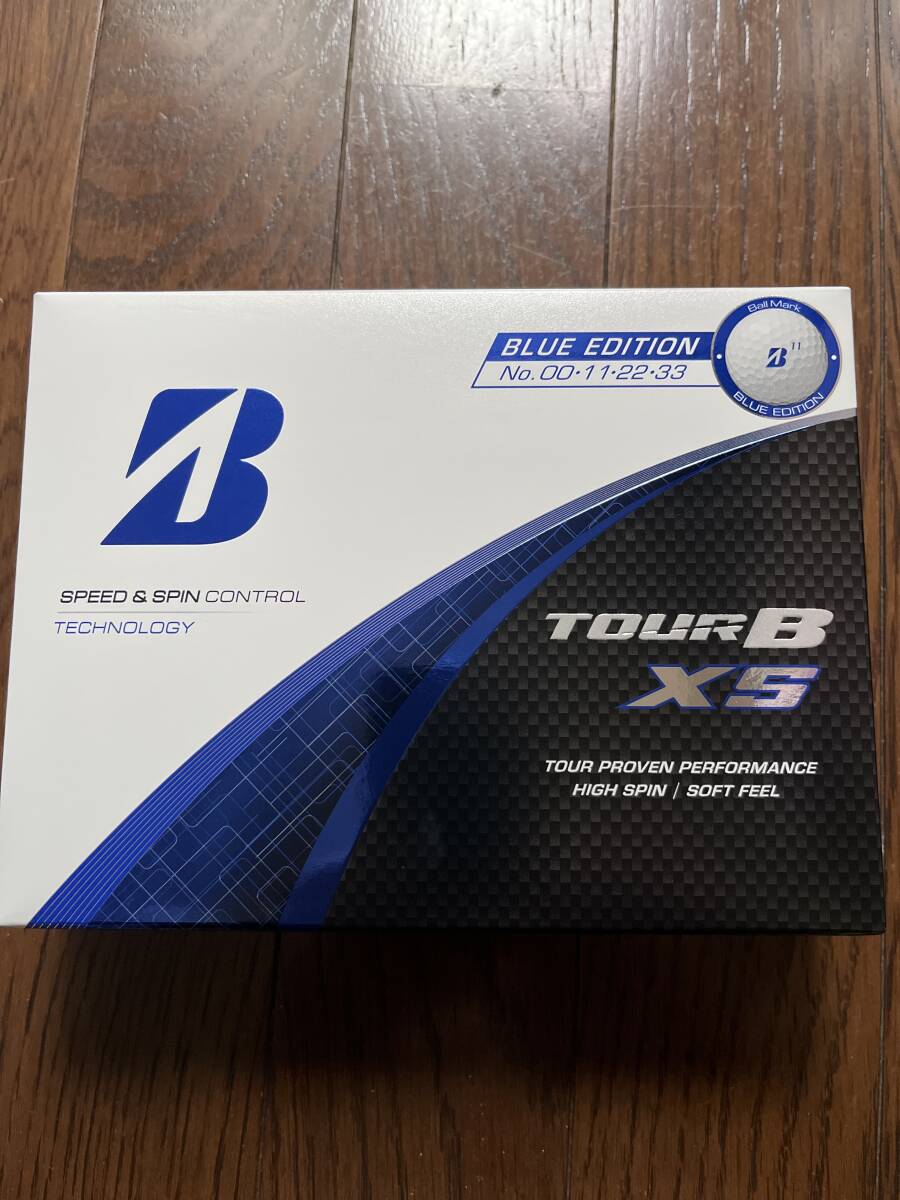 Ball Mark
BLUE EDITION
No. 00・11・22・33
B 11
BLUE EDITION
B
SPEED & SPIN CONTROL
TECHNOLOGY
TOUR B
XS
TOUR PROVEN PERFORMANCE
HIGH SPIN / SOFT FEEL